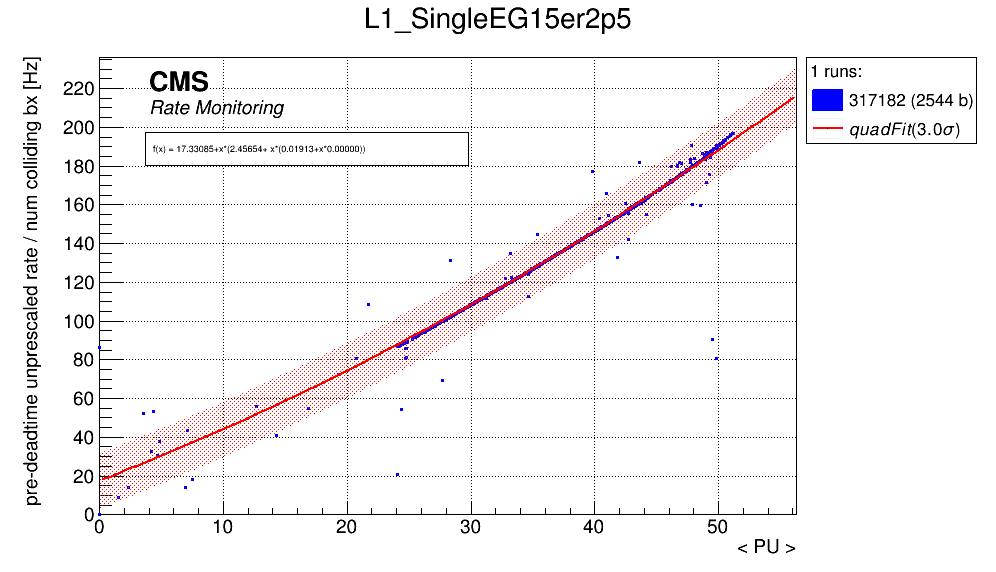 L1_SingleEG15er2p5
pre-deadtime unprescaled rate / num colliding bx [Hz]
CMS
Rate Monitoring
f(x) = 17.33085+x*(2.45654+ x*(0.01913+x*0.00000))
1 runs:
317182 (2544 b)
quadFit(3.0σ)
220
200
180
160
140
120
100
80
60
40
20
0
0 10 20 30 40 50
< PU >